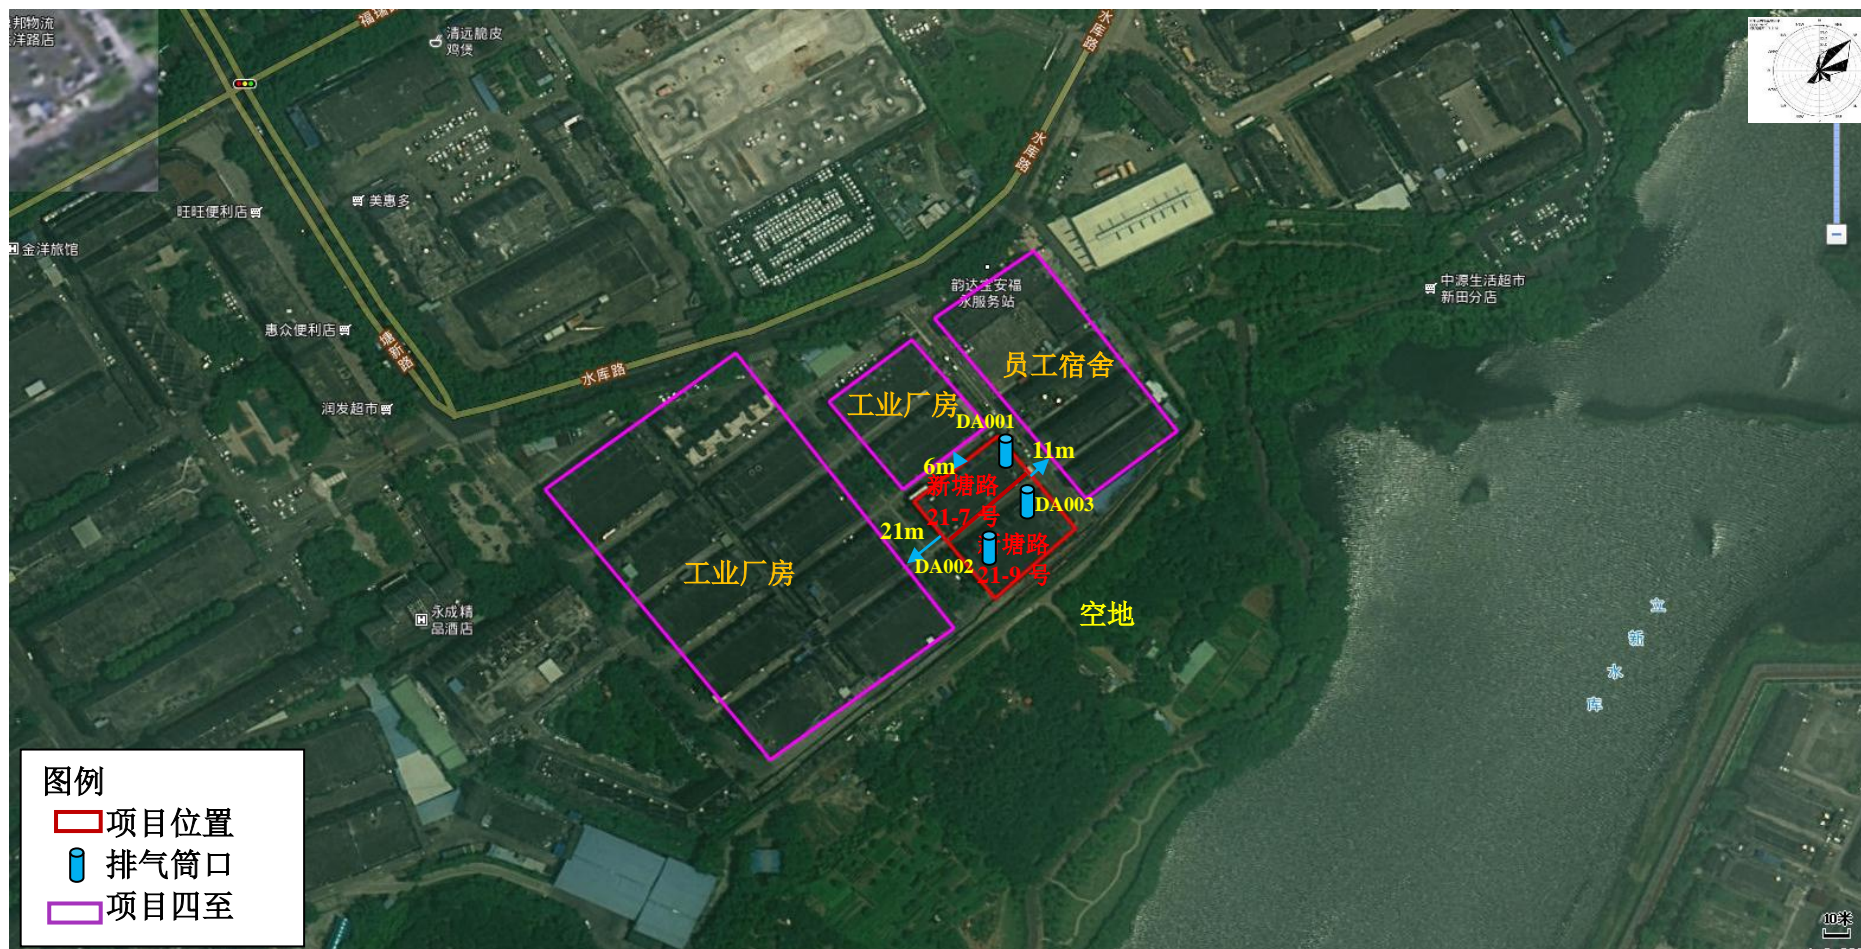 邦物流
洋路店
福瑞
清远脆皮
鸡煲
水库路
水库路
旺旺便利店
美惠多
金洋旅馆
韵达宝安福
永服务站
中源生活超市
新田分店
惠众便利店
塘新路
水库路
润发超市
员工宿舍
工业厂房
DA001
11m
6m
新塘路
21-7 号
DA003
21m
塘路
DA002
21-9 号
工业厂房
空地
永成精
品酒店
立新水库
图例
项目位置
排气筒口
项目四至
10米